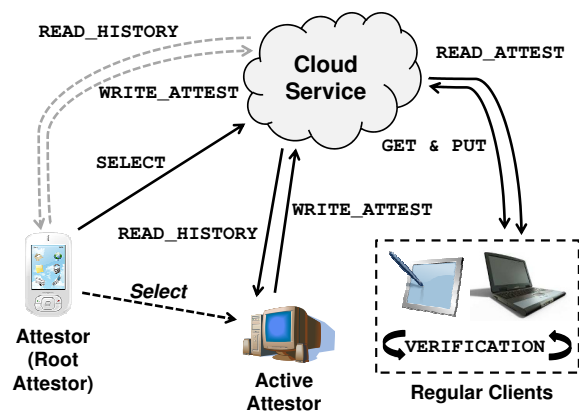 READ_HISTORY
Cloud
Service
READ_ATTEST
WRITE_ATTEST
GET & PUT
SELECT
WRITE_ATTEST
READ_HISTORY
Select
VERIFICATION
Attestor
(Root
Attestor)
Active
Attestor
Regular Clients